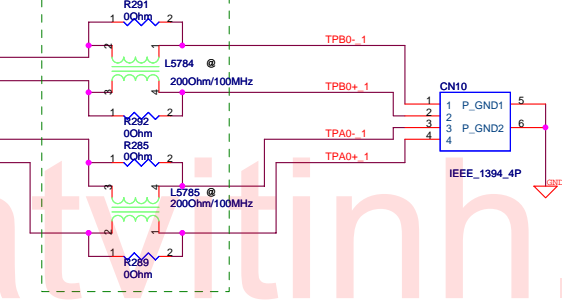 R291
1 2
0Ohm
2 1
TPB0-_1
L5784 @
200Ohm/100MHz
3 4
TPB0+_1
CN10
1 2
R292
0Ohm
1 1 P_GND1 5
2 2
3 3 P_GND2 6
4 4
TPA0-_1
R285
1 2
0Ohm
TPA0+_1
IEEE_1394_4P
GND
3 4
L5785 @
200Ohm/100MHz
2 1
1 2
R289
0Ohm
atvitinh.